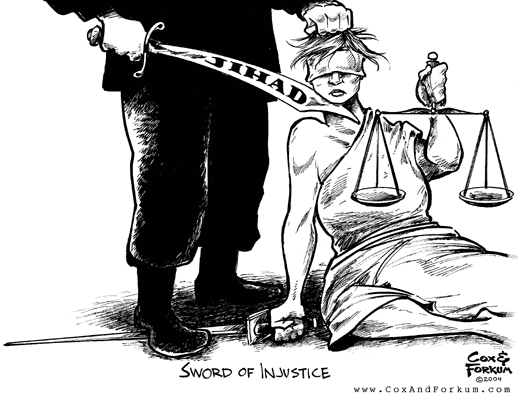 JIHAD
SWORD OF INJUSTICE
COX &
FORKUM
©2004
www.CoxAndForkum.com